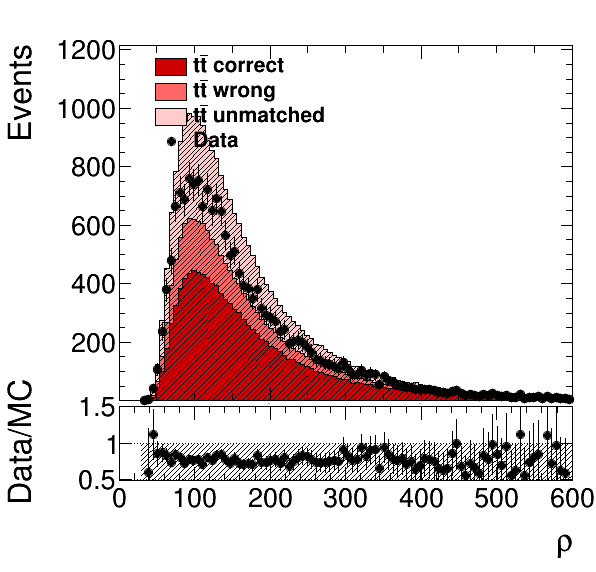 Events
1200
1000
800
600
400
200
tt̄ correct
tt̄ wrong
tt̄ unmatched
Data
Data/MC
1.5
1
0.5
0 100 200 300 400 500 600
ρ